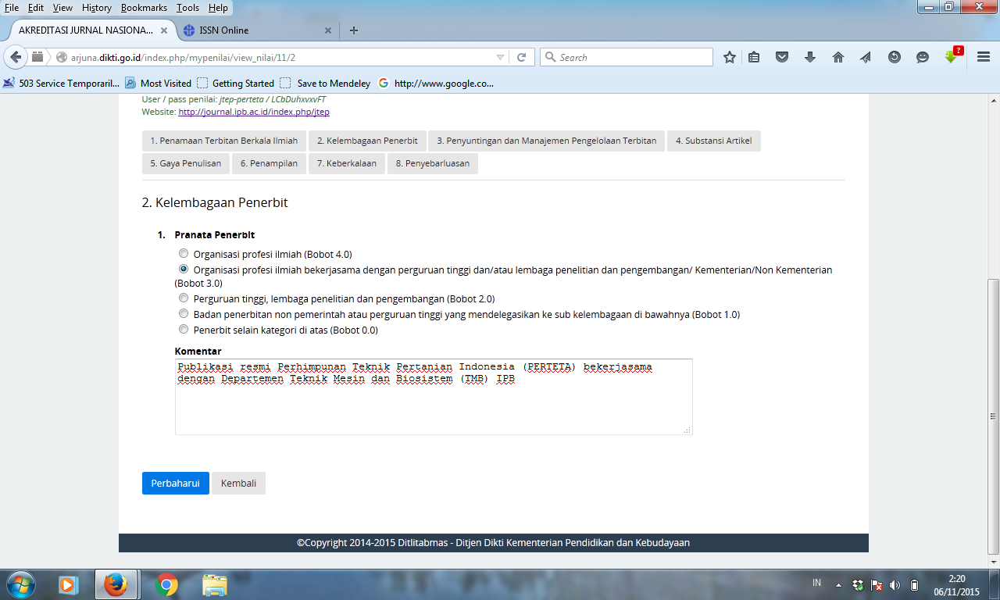 File Edit View History Bookmarks Tools Help
AKREDITASI JURNAL NASIONA... ISSN Online
arjuna.dikti.go.id/index.php/mypenilai/view_nilai/11/2 Search ?
503 Service Temporaril... Most Visited Getting Started Save to Mendeley http://www.google.co...
User / pass penilai: jtep-perteta / LCbDuhxvxvFT
Website: http://journal.ipb.ac.id/index.php/jtep
1. Penamaan Terbitan Berkala Ilmiah 2. Kelembagaan Penerbit 3. Penyuntingan dan Manajemen Pengelolaan Terbitan 4. Substansi Artikel
5. Gaya Penulisan 6. Penampilan 7. Keberkalaan 8. Penyebarluasan
2. Kelembagaan Penerbit
1. Pranata Penerbit
Organisasi profesi ilmiah (Bobot 4.0)
Organisasi profesi ilmiah bekerjasama dengan perguruan tinggi dan/atau lembaga penelitian dan pengembangan/ Kementerian/Non Kementerian
(Bobot 3.0)
Perguruan tinggi, lembaga penelitian dan pengembangan (Bobot 2.0)
Badan penerbitan non pemerintah atau perguruan tinggi yang mendelegasikan ke sub kelembagaan di bawahnya (Bobot 1.0)
Penerbit selain kategori di atas (Bobot 0.0)
Komentar
Publikasi resmi Perhimpunan Teknik Pertanian Indonesia (PERTETA) bekerjasama
dengan Departemen Teknik Mesin dan Biosistem (TMB) IPB
Perbaharui Kembali
©Copyright 2014-2015 Ditlitabmas - Ditjen Dikti Kementerian Pendidikan dan Kebudayaan
IN 2:20
06/11/2015